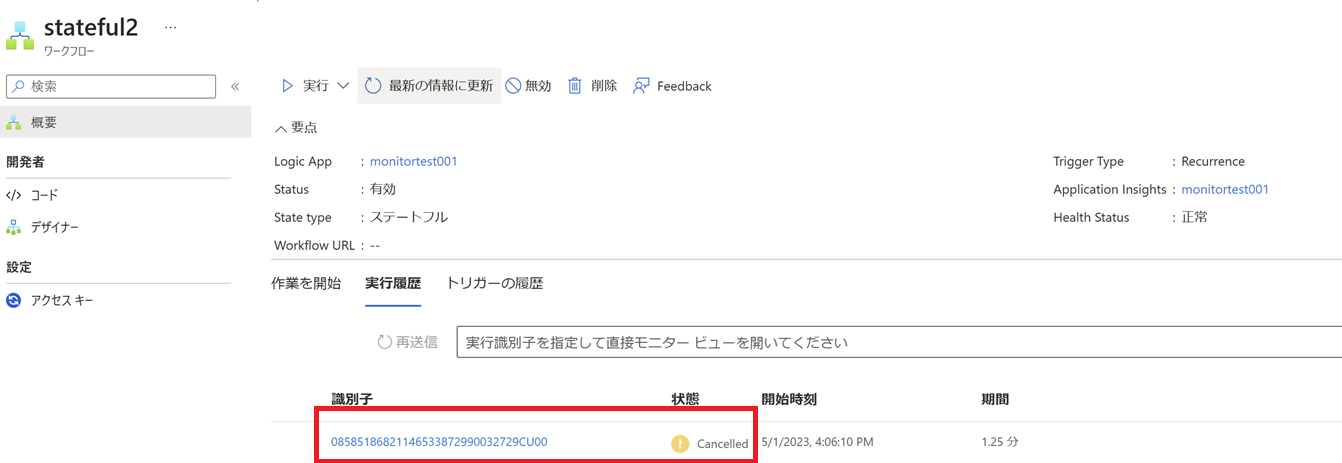 stateful2 ...
ワークフロー
検索 «
概要
開発者
</> コード
デザイナー
設定
アクセス キー
実行 最新の情報に更新 無効 削除 Feedback
要点
Logic App : monitortest001
Status : 有効
State type : ステートフル
Workflow URL : --
Trigger Type : Recurrence
Application Insights : monitortest001
Health Status : 正常
作業を開始 実行履歴 トリガーの履歴
再送信 実行識別子を指定して直接モニター ビューを開いてください
識別子 状態 開始時刻 期間
08585186821146533872990032729CU00 Cancelled 5/1/2023, 4:06:10 PM 1.25 分